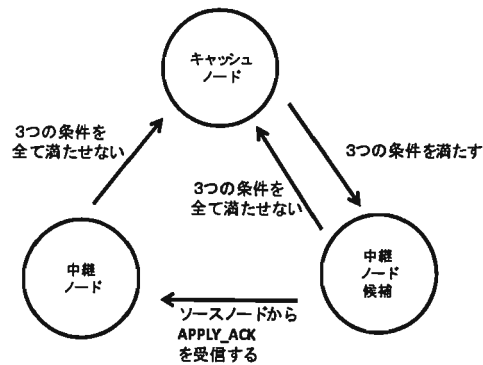 キャッシュ
ノード
3つの条件を
全て満たせない
3つの条件を満たす
3つの条件を
全て満たせない
中継
ノード
中継
ノード
候補
ソースノードから
APPLY_ACK
を受信する